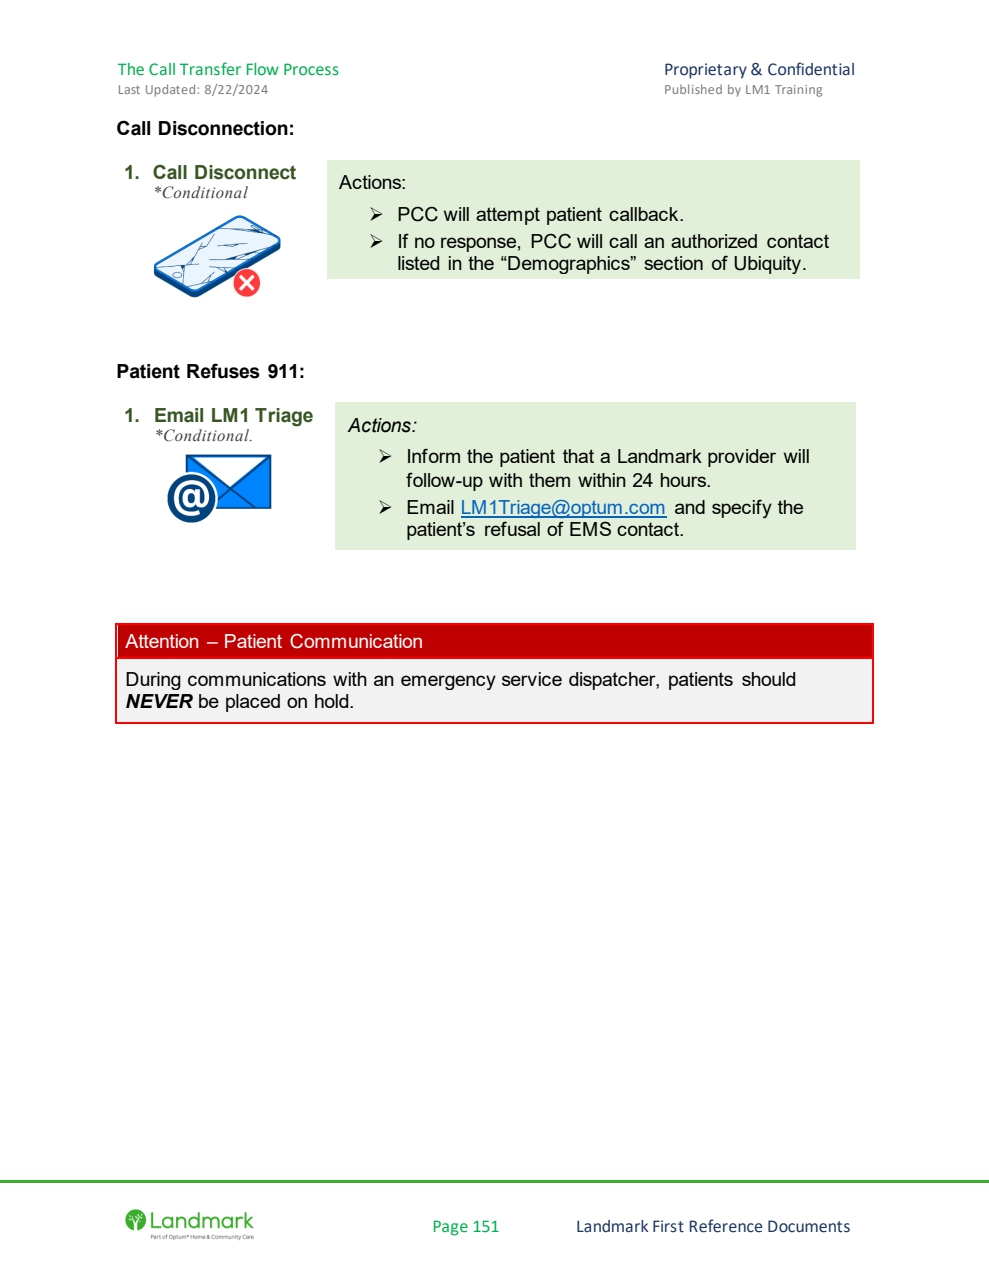 The Call Transfer Flow Process
Proprietary & Confidential
Last Updated: 8/22/2024
Published by LM1 Training
Call Disconnection:
1. Call Disconnect
*Conditional
Actions:
➢ PCC will attempt patient callback.
➢ If no response, PCC will call an authorized contact
listed in the “Demographics” section of Ubiquity.
Patient Refuses 911:
1. Email LM1 Triage
*Conditional.
@
Actions:
➢ Inform the patient that a Landmark provider will
follow-up with them within 24 hours.
➢ Email LM1Triage@optum.com and specify the
patient’s refusal of EMS contact.
Attention – Patient Communication
During communications with an emergency service dispatcher, patients should
NEVER be placed on hold.
Landmark
Part of Optum® Home & Community Care
Page 151
Landmark First Reference Documents